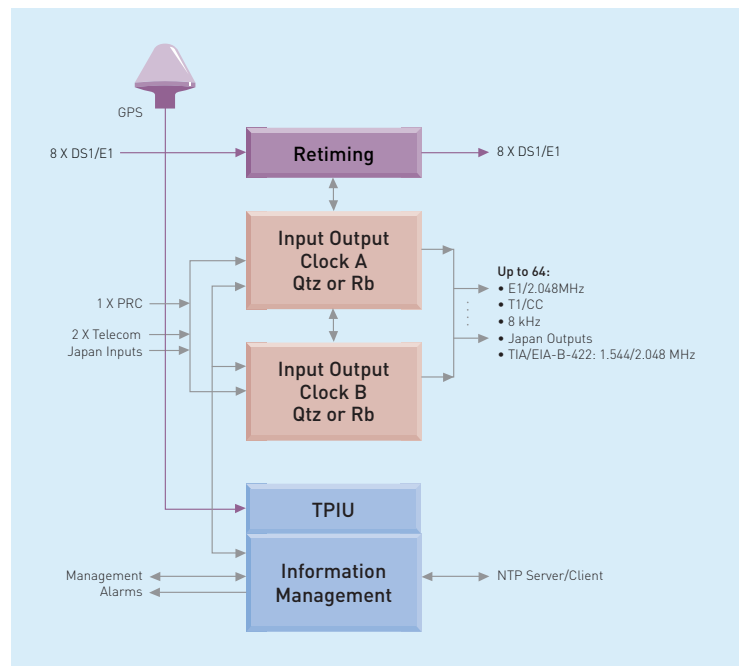 GPS
8 X DS1/E1
Retiming
8 X DS1/E1
Input Output
Clock A
Qtz or Rb
1 X PRC
2 X Telecom
Japan Inputs
Up to 64:
• E1/2.048MHz
• T1/CC
• 8 kHz
• Japan Outputs
• TIA/EIA-B-422: 1.544/2.048 MHz
Input Output
Clock B
Qtz or Rb
TPIU
Information
Management
Management
Alarms
NTP Server/Client